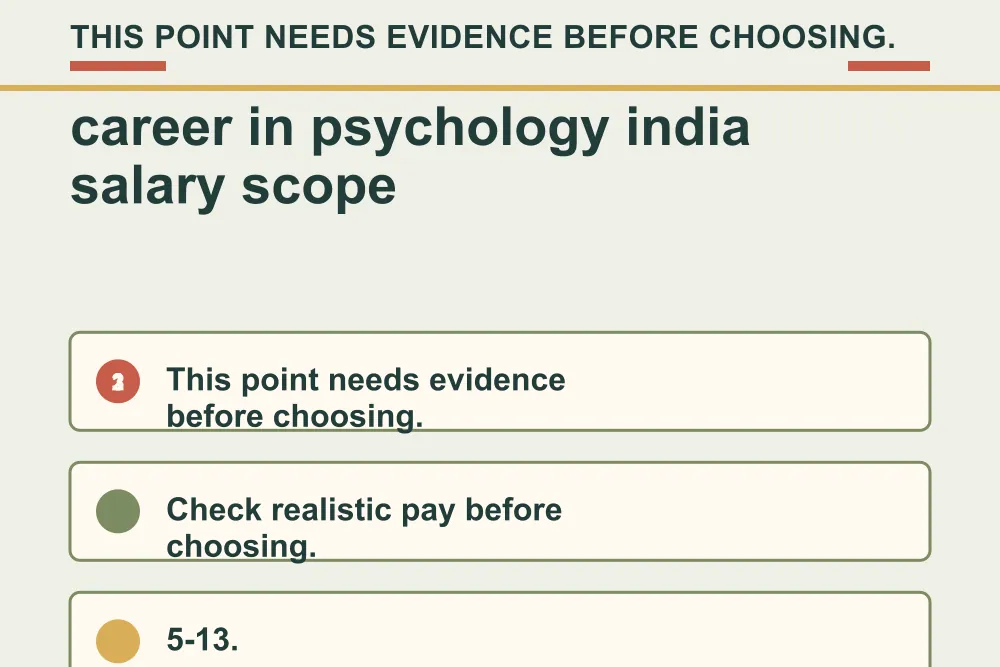 THIS POINT NEEDS EVIDENCE BEFORE CHOOSING.
career in psychology india
salary scope
This point needs evidence
before choosing.
Check realistic pay before
choosing.
5-13.